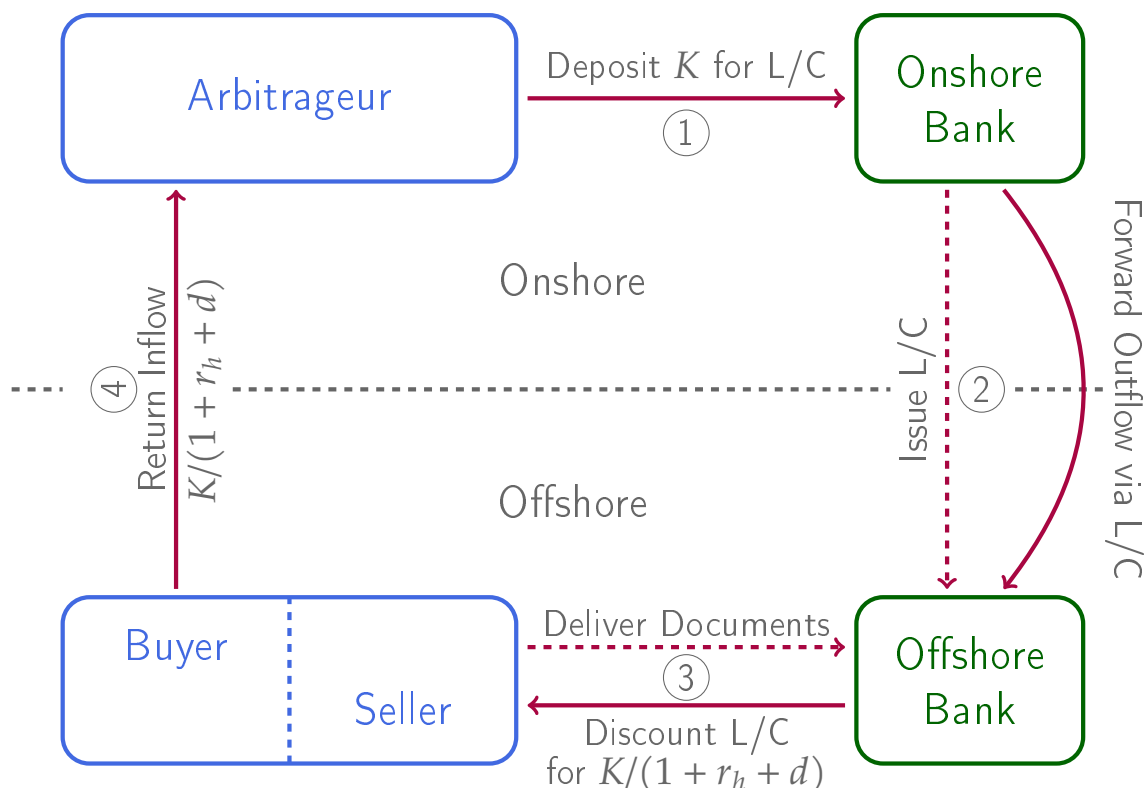 Arbitrageur
Deposit K for L/C
1
Onshore
Bank
Onshore
Return Inflow
K/(1 + r_h + d)
4
Issue L/C
2
Forward Outflow via L/C
Offshore
Buyer
Seller
Deliver Documents
3
Discount L/C
for K/(1 + r_h + d)
Offshore
Bank